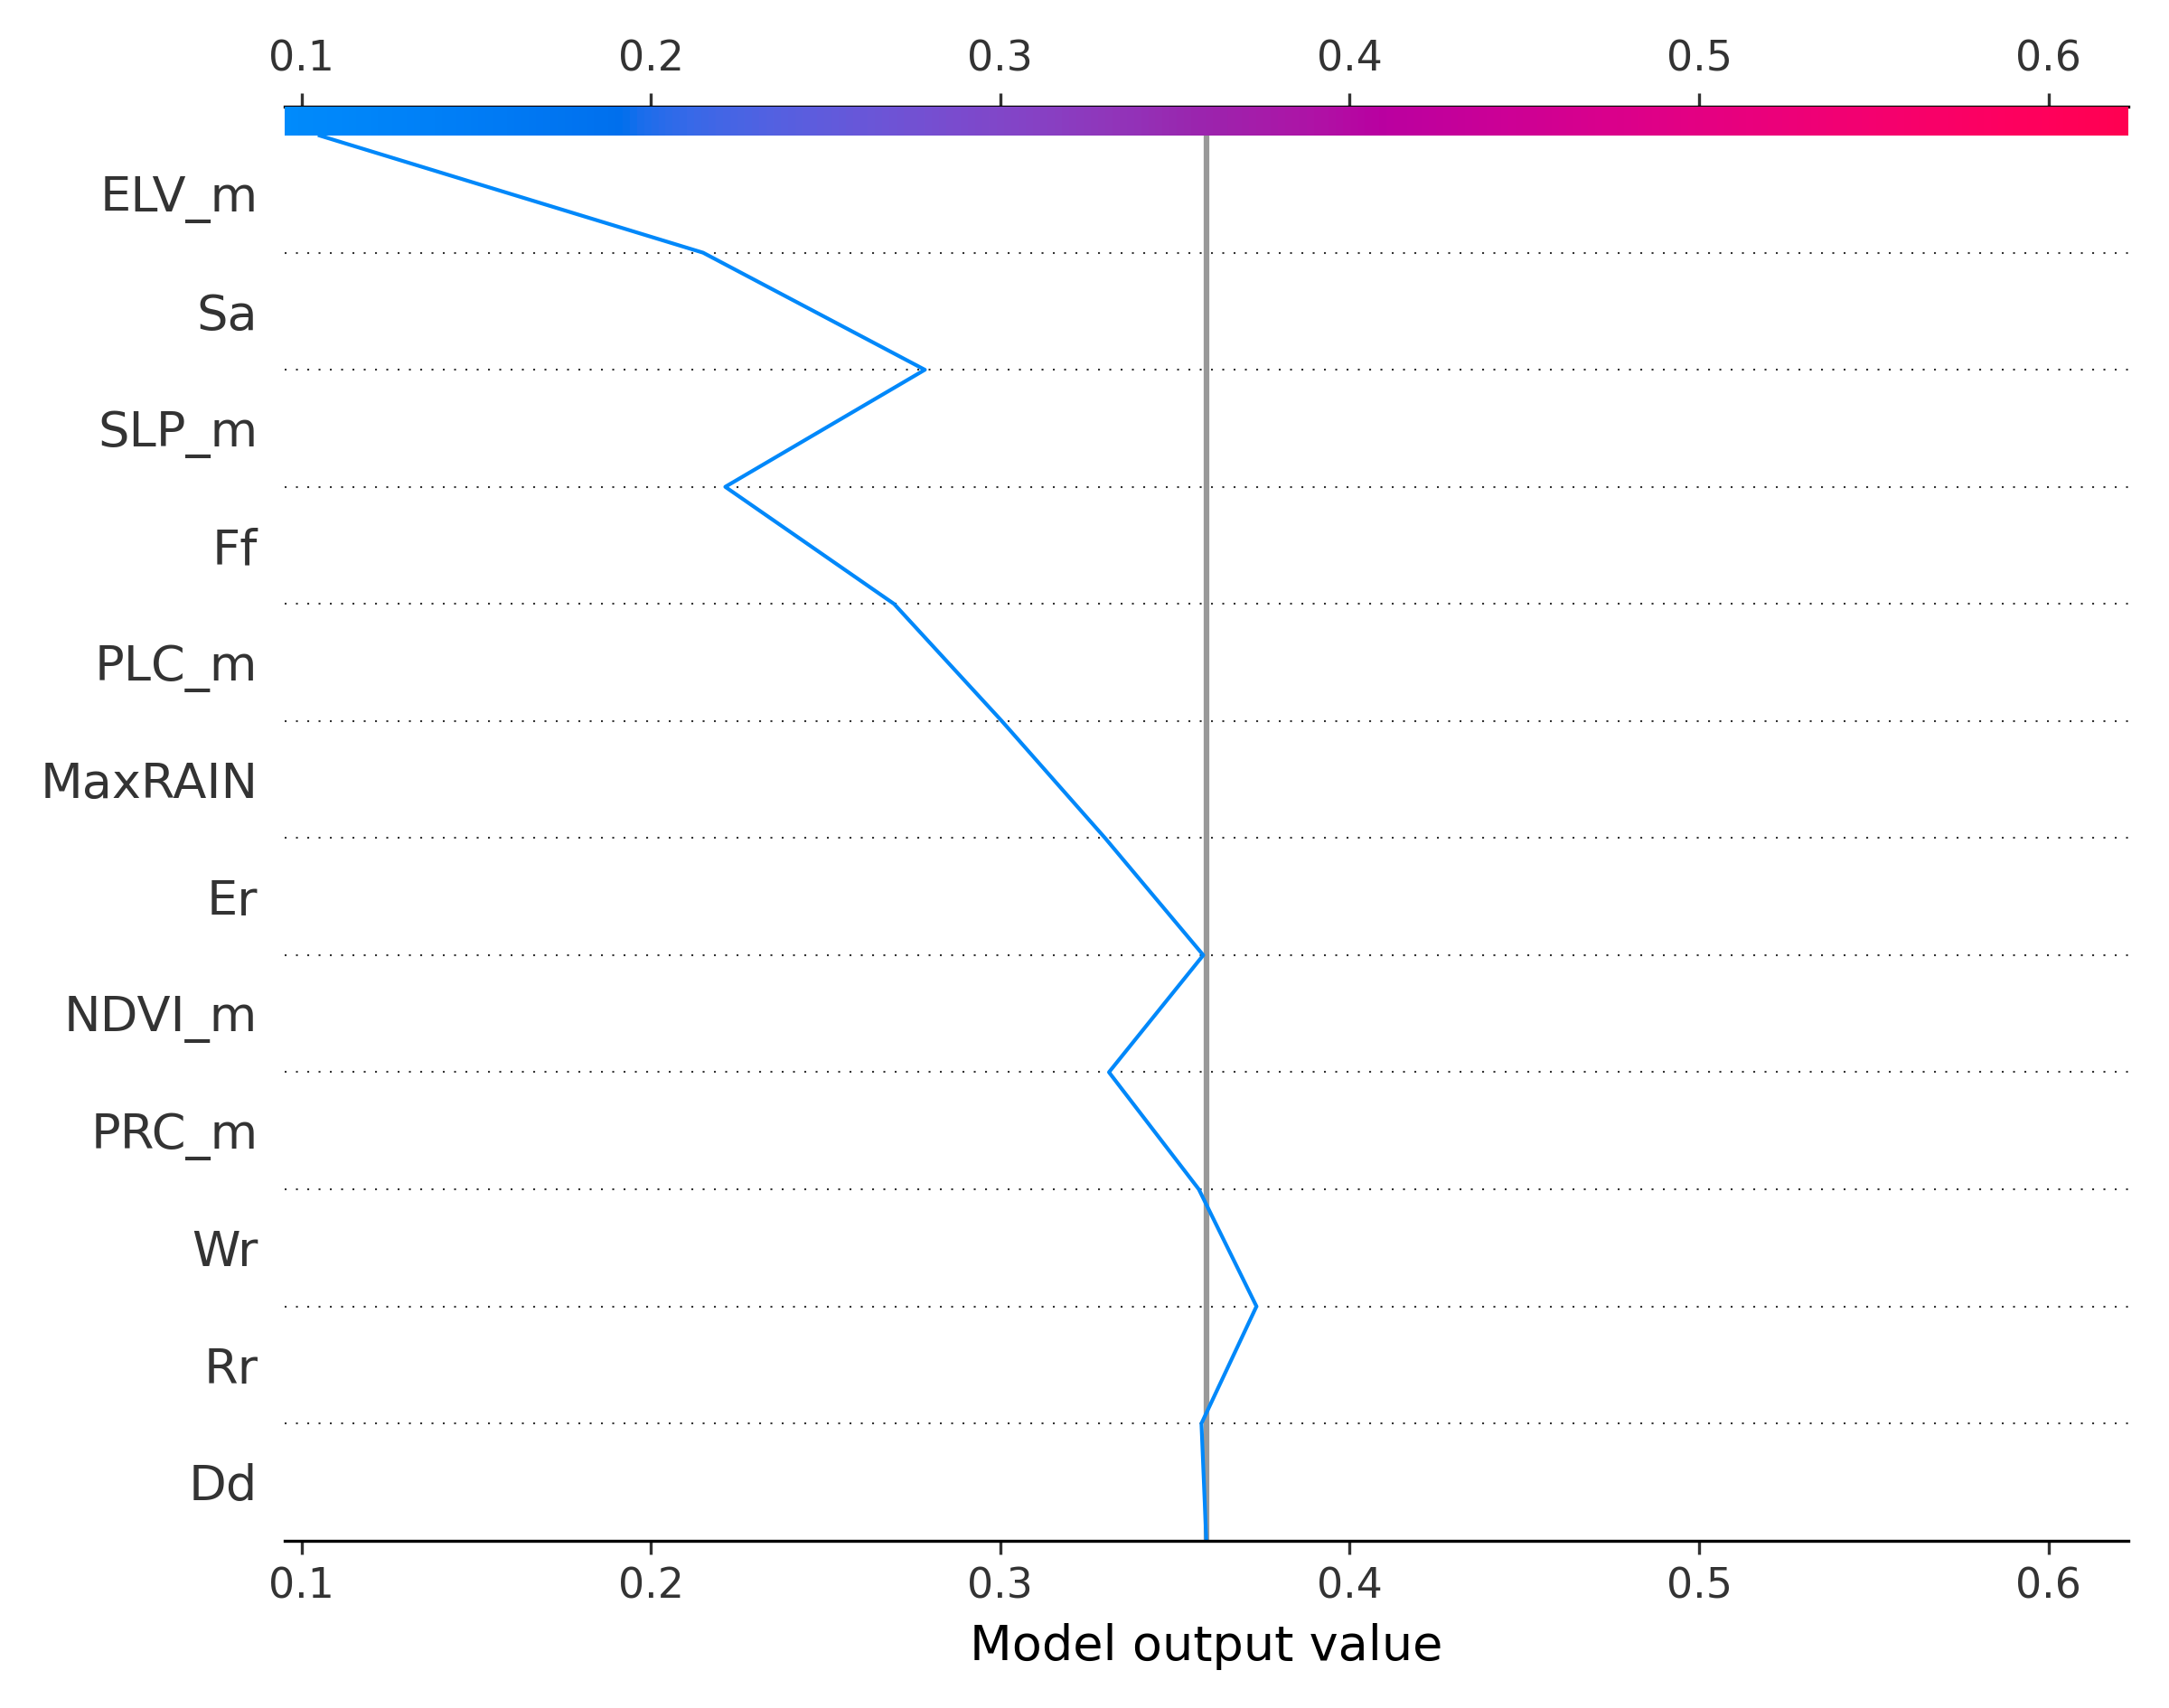 0.1 0.2 0.3 0.4 0.5 0.6
ELV_m
Sa
SLP_m
Ff
PLC_m
MaxRAIN
Er
NDVI_m
PRC_m
Wr
Rr
Dd
0.1 0.2 0.3 0.4 0.5 0.6
Model output value